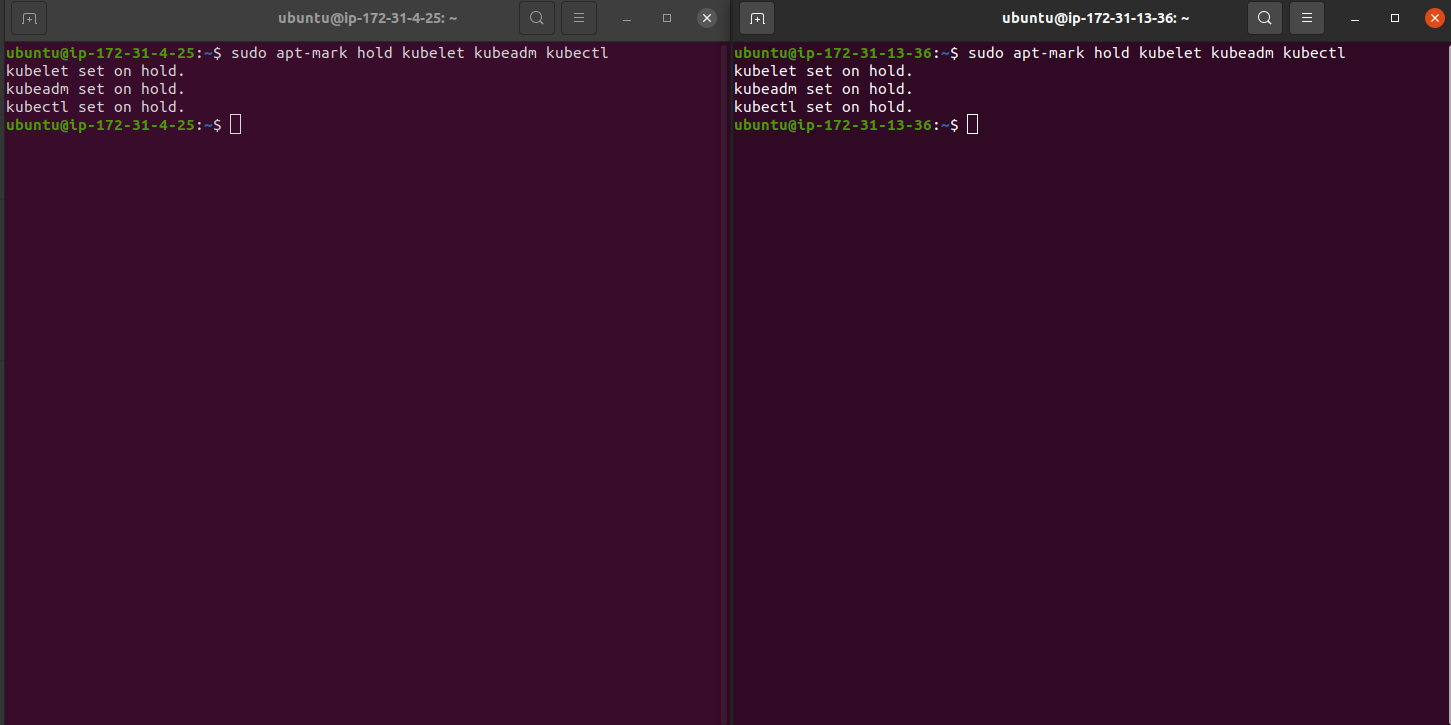 ubuntu@ip-172-31-4-25: ~
ubuntu@ip-172-31-4-25:~$ sudo apt-mark hold kubelet kubeadm kubectl
kubelet set on hold.
kubeadm set on hold.
kubectl set on hold.
ubuntu@ip-172-31-4-25:~$
ubuntu@ip-172-31-13-36: ~
ubuntu@ip-172-31-13-36:~$ sudo apt-mark hold kubelet kubeadm kubectl
kubelet set on hold.
kubeadm set on hold.
kubectl set on hold.
ubuntu@ip-172-31-13-36:~$